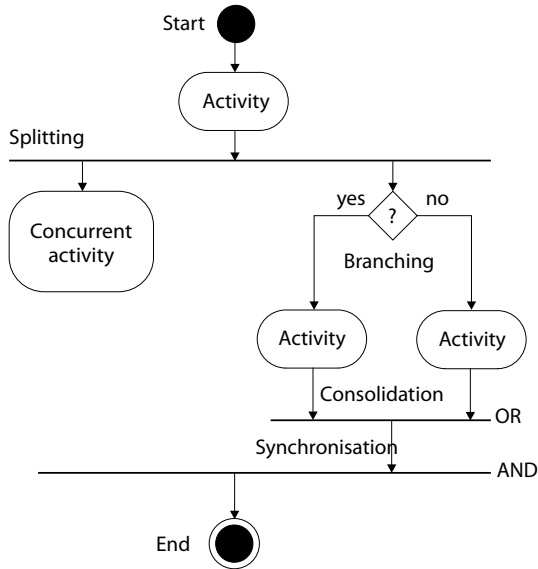 Start
Activity
Splitting
yes
no
?
Concurrent
activity
Branching
Activity
Activity
Consolidation
OR
Synchronisation
AND
End